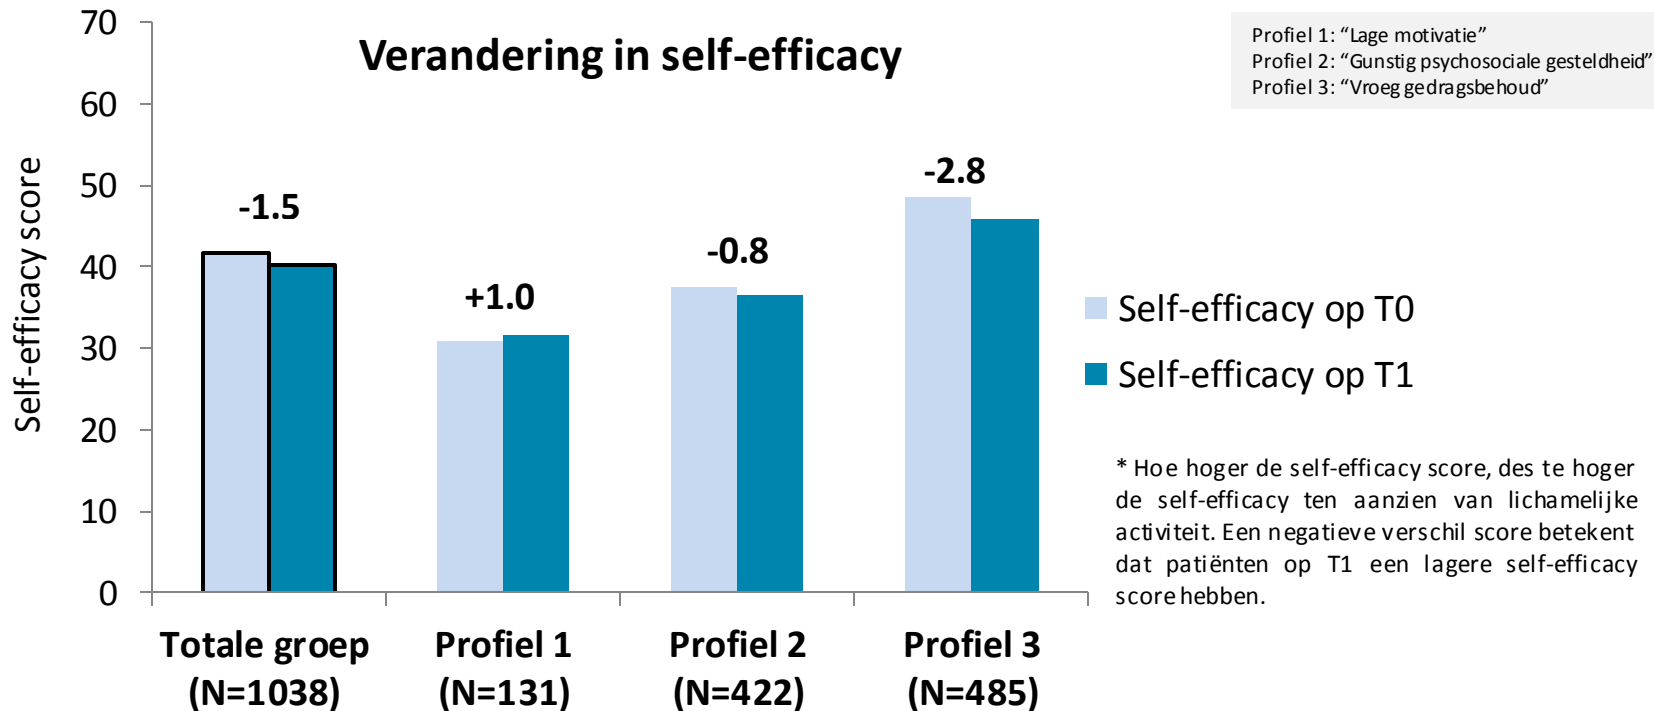 Verandering in self-efficacy
Profiel 1: “Lage motivatie”
Profiel 2: “Gunstig psychosociale gesteldheid”
Profiel 3: “Vroeg gedragsbehoud”
Self-efficacy score
70
60
50
40
30
20
10
0
-1.5
+1.0
-0.8
-2.8
Totale groep
(N=1038)
Profiel 1
(N=131)
Profiel 2
(N=422)
Profiel 3
(N=485)
Self-efficacy op T0
Self-efficacy op T1
* Hoe hoger de self-efficacy score, des te hoger
de self-efficacy ten aanzien van lichamelijke
activiteit. Een negatieve verschil score betekent
dat patiënten op T1 een lagere self-efficacy
score hebben.